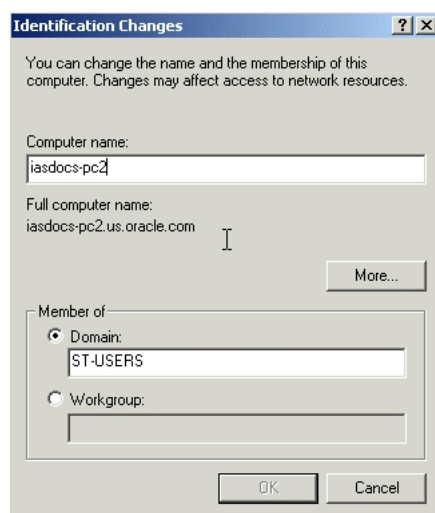 Identification Changes
You can change the name and the membership of this
computer. Changes may affect access to network resources.
Computer name:
iasdocs-pc2
Full computer name:
iasdocs-pc2.us.oracle.com
More...
Member of
Domain:
ST-USERS
Workgroup:
OK
Cancel